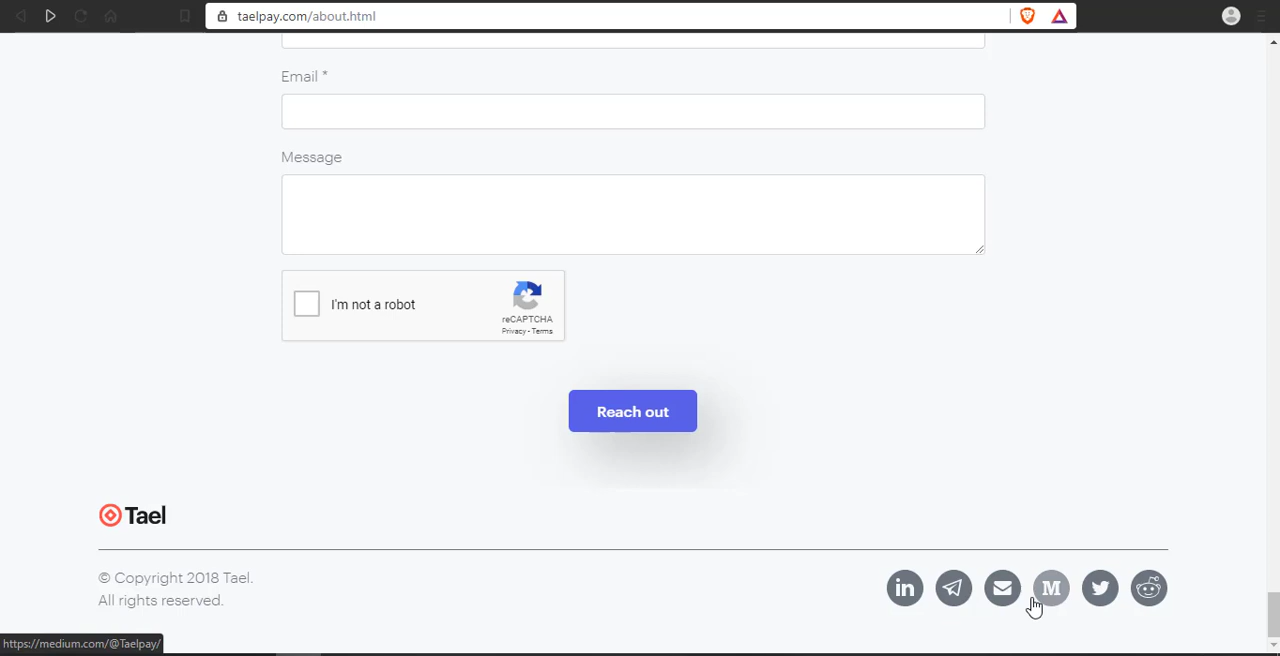 taelpay.com/about.html
Email *
Message
I'm not a robot
reCAPTCHA
Privacy - Terms
Reach out
Tael
© Copyright 2018 Tael.
All rights reserved.
in
M
https://medium.com/@Taelpay/